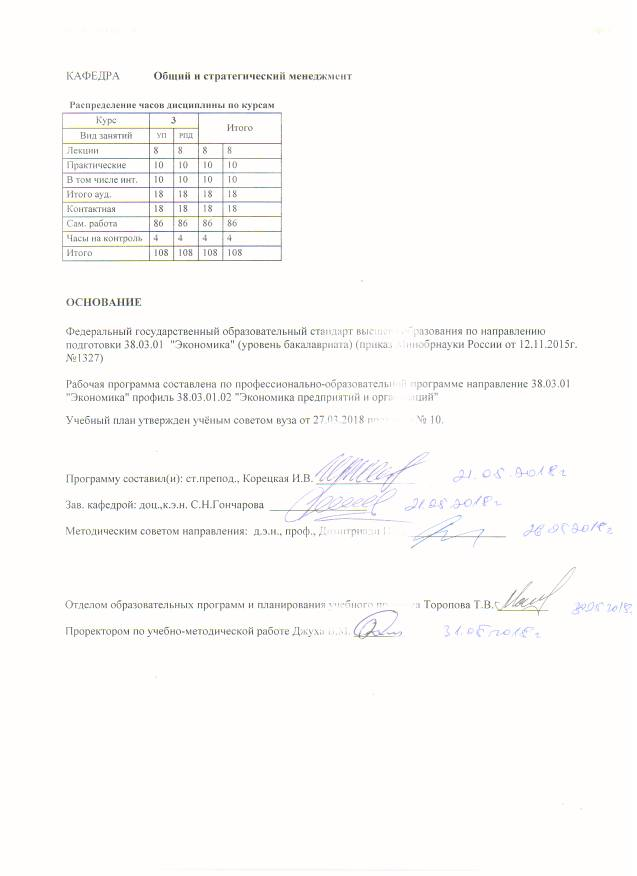 КАФЕДРА Общий и стратегический менеджмент
Распределение часов дисциплины по курсам
Курс 3 Итого
Вид занятий УП РПД
Лекции 8 8 8 8
Практические 10 10 10 10
В том числе инт. 10 10 10 10
Итого ауд. 18 18 18 18
Контактная 18 18 18 18
Сам. работа 86 86 86 86
Часы на контроль 4 4 4 4
Итого 108 108 108 108
ОСНОВАНИЕ
Федеральный государственный образовательный стандарт высшего образования по направлению
подготовки 38.03.01 "Экономика" (уровень бакалавриата) (приказ Минобрнауки России от 12.11.2015г.
№1327)
Рабочая программа составлена по профессионально-образовательной программе направление 38.03.01
"Экономика" профиль 38.03.01.02 "Экономика предприятий и организаций"
Учебный план утвержден учёным советом вуза от 27.03.2018 № 10.
Программу составил(и): ст.препод., Корецкая И.В. 21.05.2018г
Зав. кафедрой: доц.,к.э.н. С.Н.Гончарова 21.05.2018г
Методическим советом направления: д.э.н., проф., Димитриади 28.05.2018г
Отделом образовательных программ и планирования учебного Торопова Т.В. 30.05.2018
Проректором по учебно-методической работе Джуха В.М. 31.05.2018г